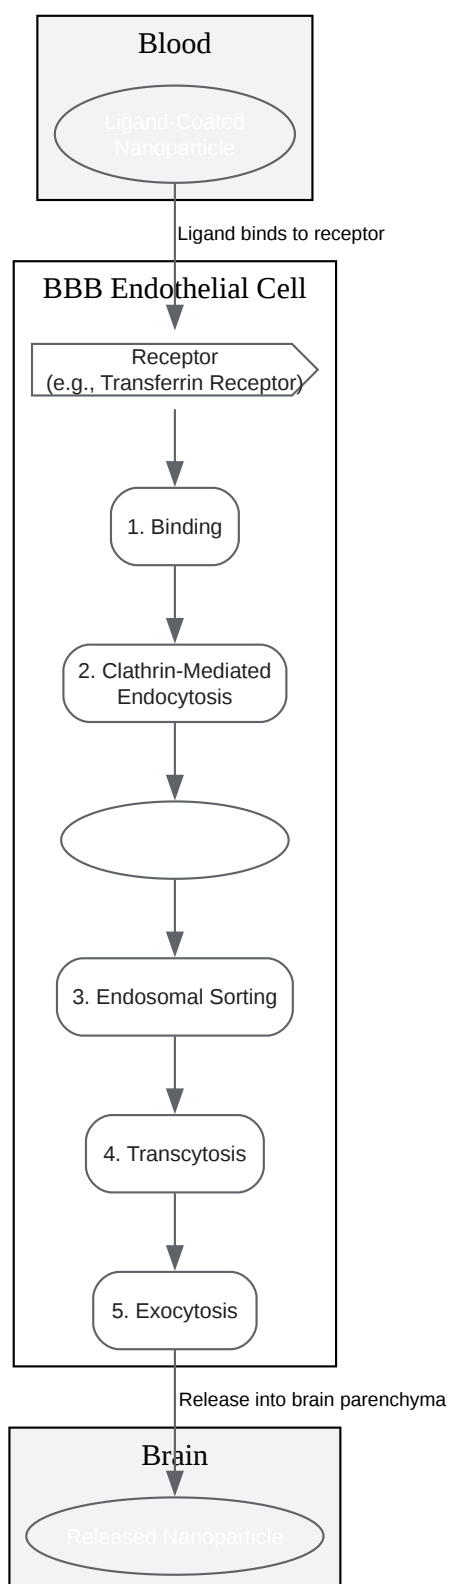 Blood
Ligand-Coated
Nanoparticle
Ligand binds to receptor
BBB Endothelial Cell
Receptor
(e.g., Transferrin Receptor)
1. Binding
2. Clathrin-Mediated
Endocytosis
3. Endosomal Sorting
4. Transcytosis
5. Exocytosis
Release into brain parenchyma
Brain
Released Nanoparticle